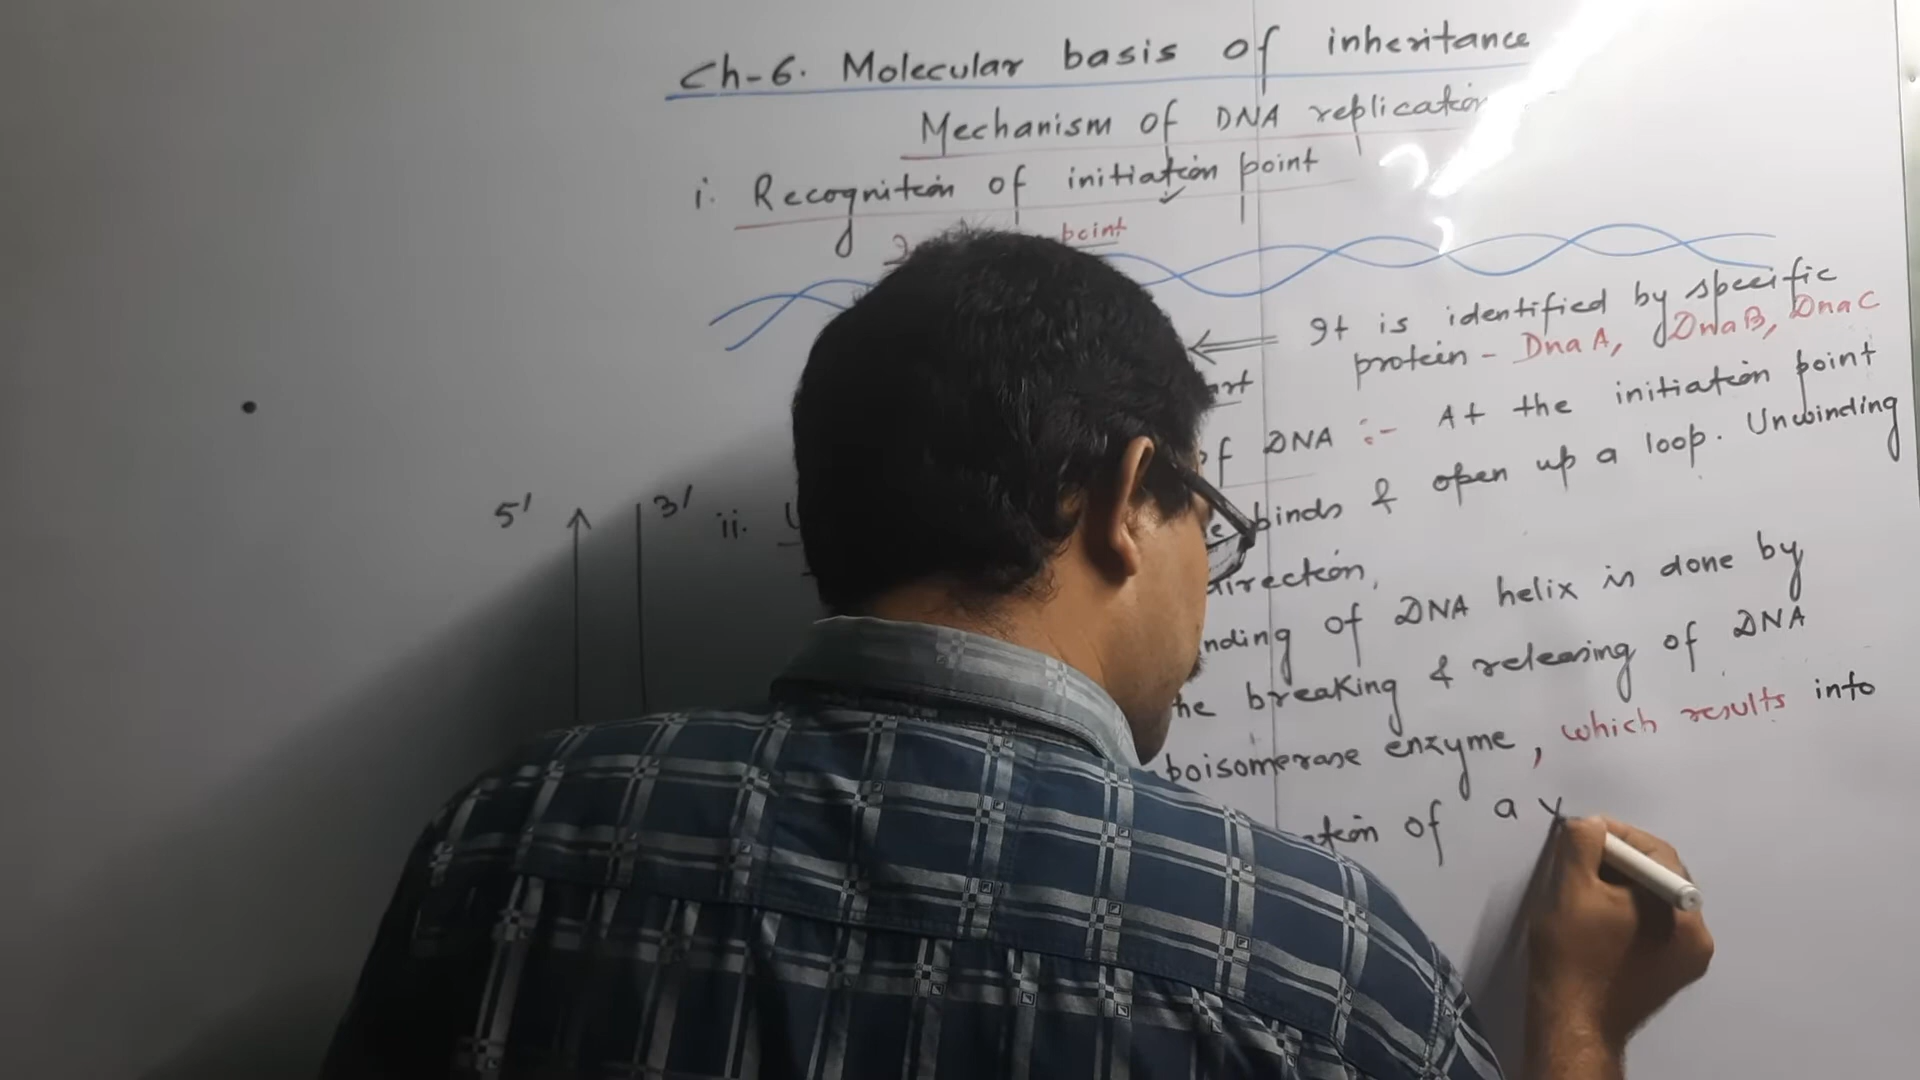 Ch-6. Molecular basis of inheritance
Mechanism of DNA replication
i. Recognition of initiation point
point
It is identified by specific
protein - DnaA, DnaB, DnaC
of DNA :- At the initiation point
binds & open up a loop. Unwinding
direction.
nding of DNA helix is done by
he breaking & releasing of DNA
poisomerase enzyme, which results into
ation of a Y
5' 3' ii.